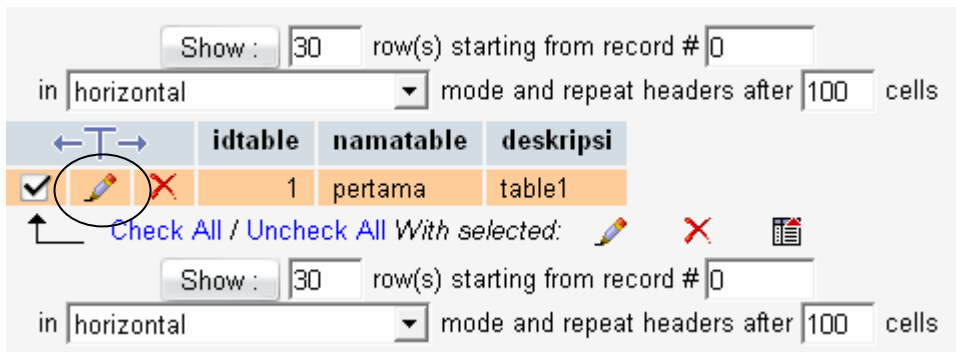 Show : 30 row(s) starting from record # 0
in horizontal mode and repeat headers after 100 cells
←T→ idtable namatable deskripsi
1 pertama table1
Check All / Uncheck All With selected:
Show : 30 row(s) starting from record # 0
in horizontal mode and repeat headers after 100 cells